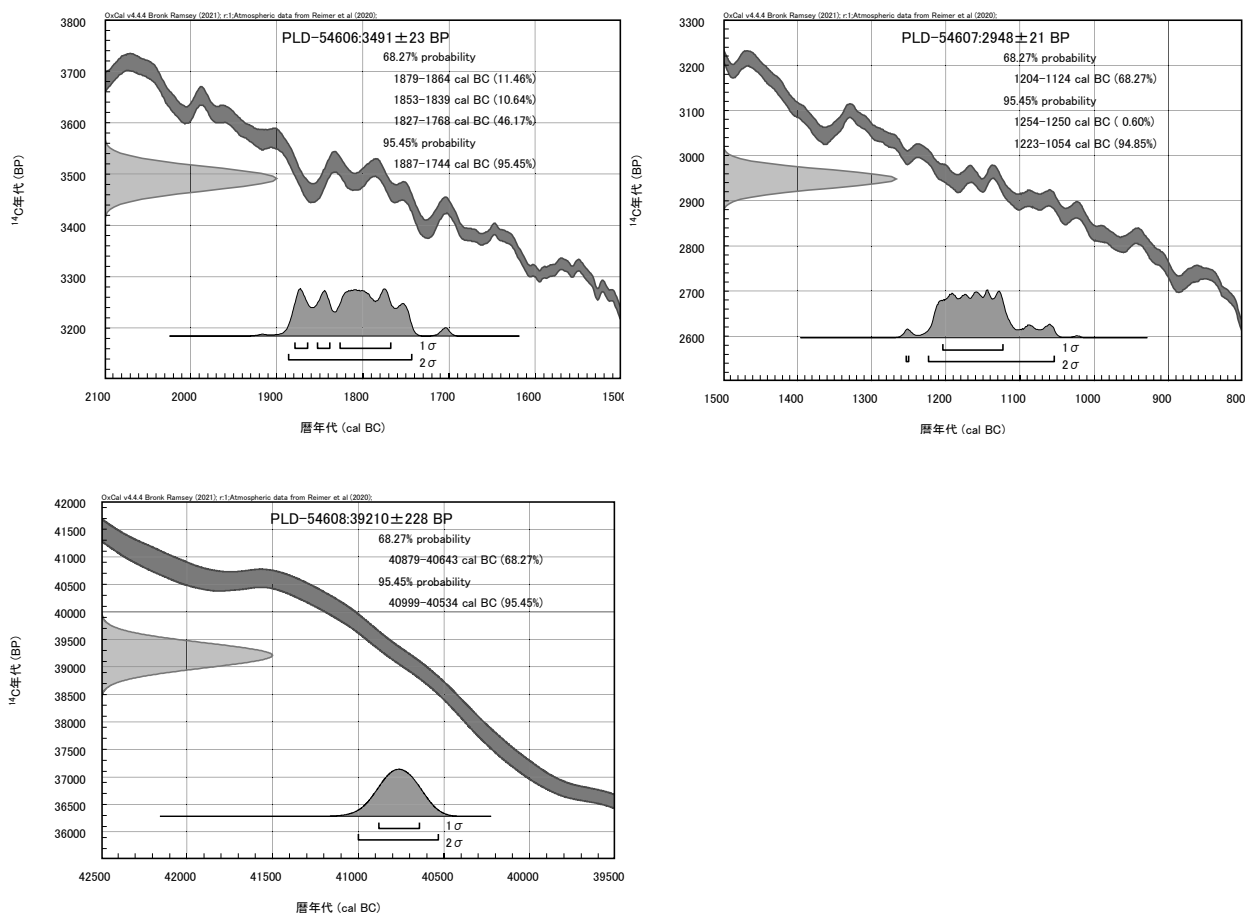 OxCal v4.4.4 Bronk Ramsey (2021); r:1;Atmospheric data from Reimer et al (2020);
PLD-54606:3491±23 BP
68.27% probability
1879-1864 cal BC (11.46%)
1853-1839 cal BC (10.64%)
1827-1768 cal BC (46.17%)
95.45% probability
1887-1744 cal BC (95.45%)
3800
3700
3600
3500
3400
3300
3200
14C年代 (BP)
1σ
2σ
2100
2000
1900
1800
1700
1600
1500
暦年代 (cal BC)
OxCal v4.4.4 Bronk Ramsey (2021); r:1;Atmospheric data from Reimer et al (2020);
PLD-54607:2948±21 BP
68.27% probability
1204-1124 cal BC (68.27%)
95.45% probability
1254-1250 cal BC ( 0.60%)
1223-1054 cal BC (94.85%)
3300
3200
3100
3000
2900
2800
2700
2600
14C年代 (BP)
1σ
2σ
1500
1400
1300
1200
1100
1000
900
800
暦年代 (cal BC)
OxCal v4.4.4 Bronk Ramsey (2021); r:1;Atmospheric data from Reimer et al (2020);
PLD-54608:39210±228 BP
68.27% probability
40879-40643 cal BC (68.27%)
95.45% probability
40999-40534 cal BC (95.45%)
42000
41500
41000
40500
40000
39500
39000
38500
38000
37500
37000
36500
36000
14C年代 (BP)
1σ
2σ
42500
42000
41500
41000
40500
40000
39500
暦年代 (cal BC)